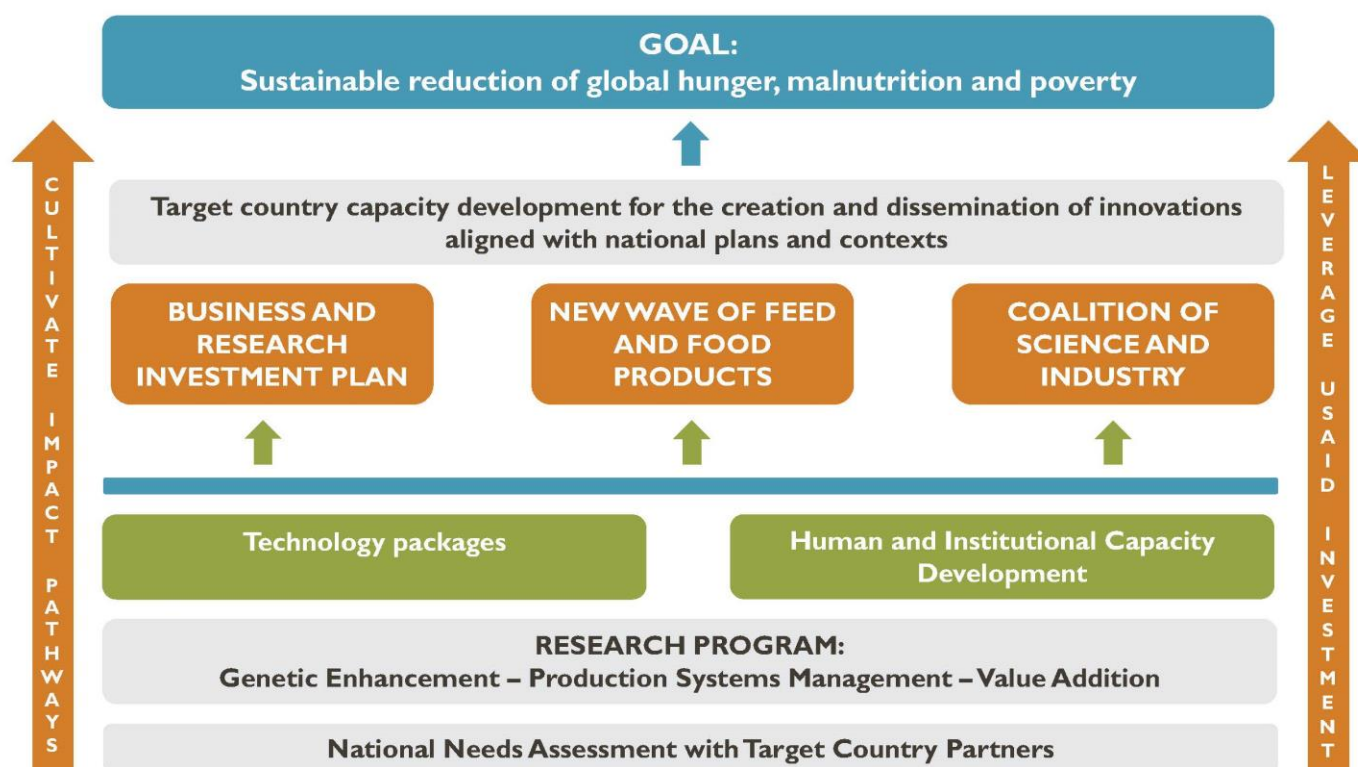 GOAL:
Sustainable reduction of global hunger, malnutrition and poverty
CULTIVATE IMPACT PATHWAYS
LEVERAGE USAID INVESTMENT
Target country capacity development for the creation and dissemination of innovations
aligned with national plans and contexts
BUSINESS AND
RESEARCH
INVESTMENT PLAN
NEW WAVE OF FEED
AND FOOD
PRODUCTS
COALITION OF
SCIENCE AND
INDUSTRY
Technology packages
Human and Institutional Capacity
Development
RESEARCH PROGRAM:
Genetic Enhancement – Production Systems Management – Value Addition
National Needs Assessment with Target Country Partners